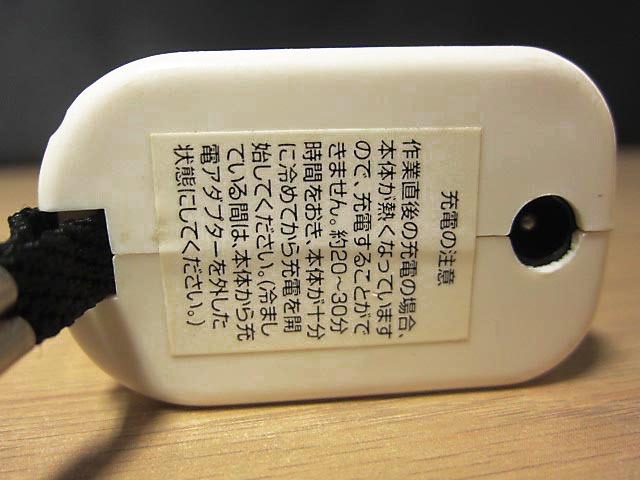 充電の注意
作業直後の充電の場合、
本体が熱くなっています
ので、充電することがで
きません。約20〜30分
時間をおき、本体が十分
に冷めてから充電を開
始してください。(冷まし
ている間は、本体から充
電アダプターを外した
状態にしてください。)